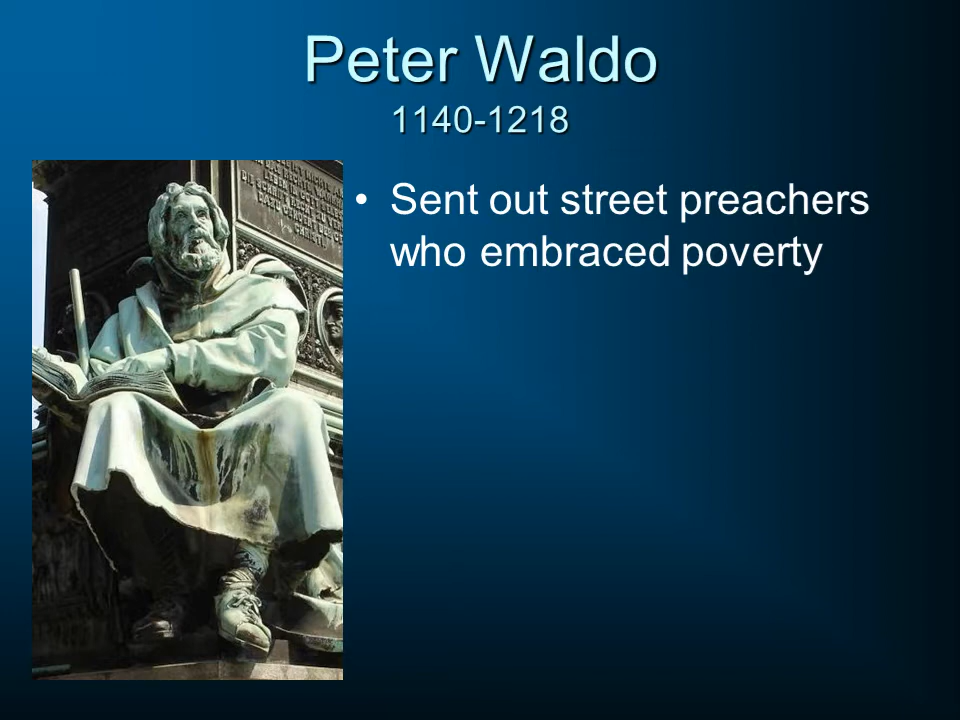 Peter Waldo
1140-1218
• Sent out street preachers
who embraced poverty